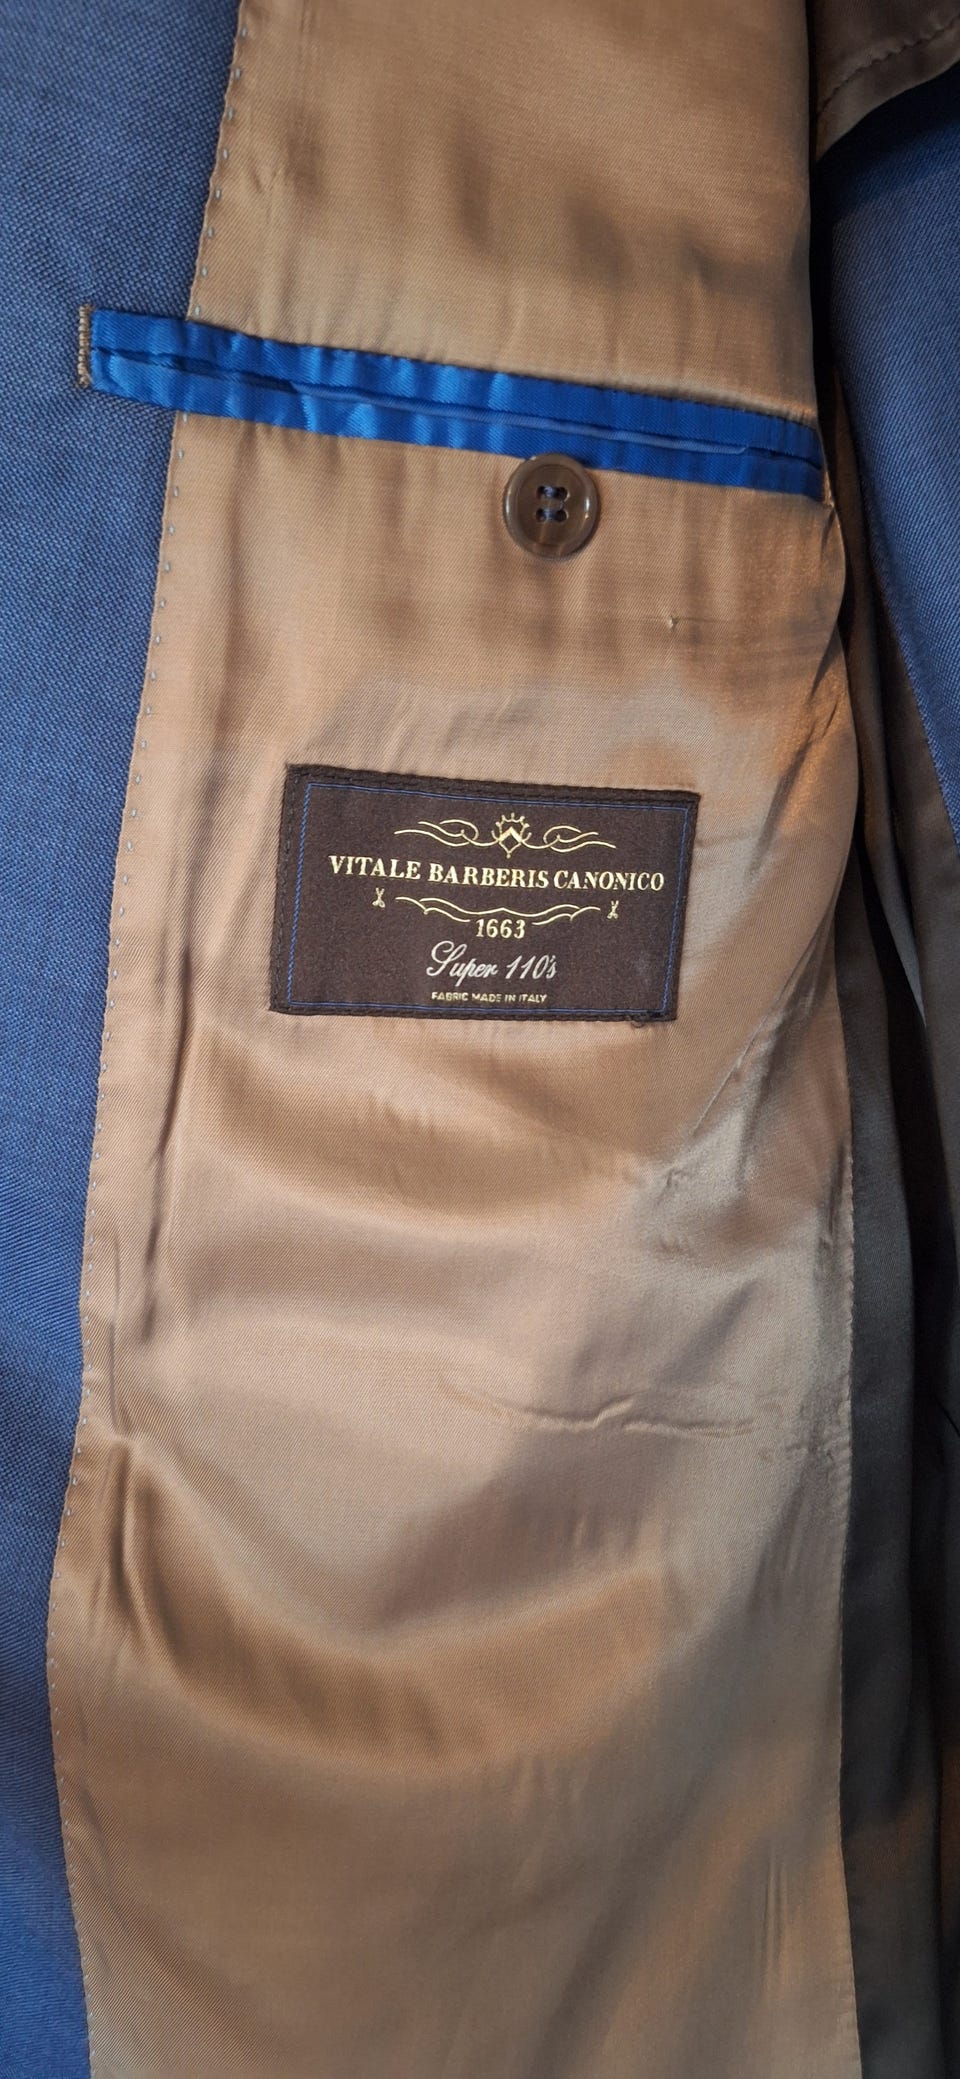 VITALE BARBERIS CANONICO
1663
Super 110's
FABRIC MADE IN ITALY